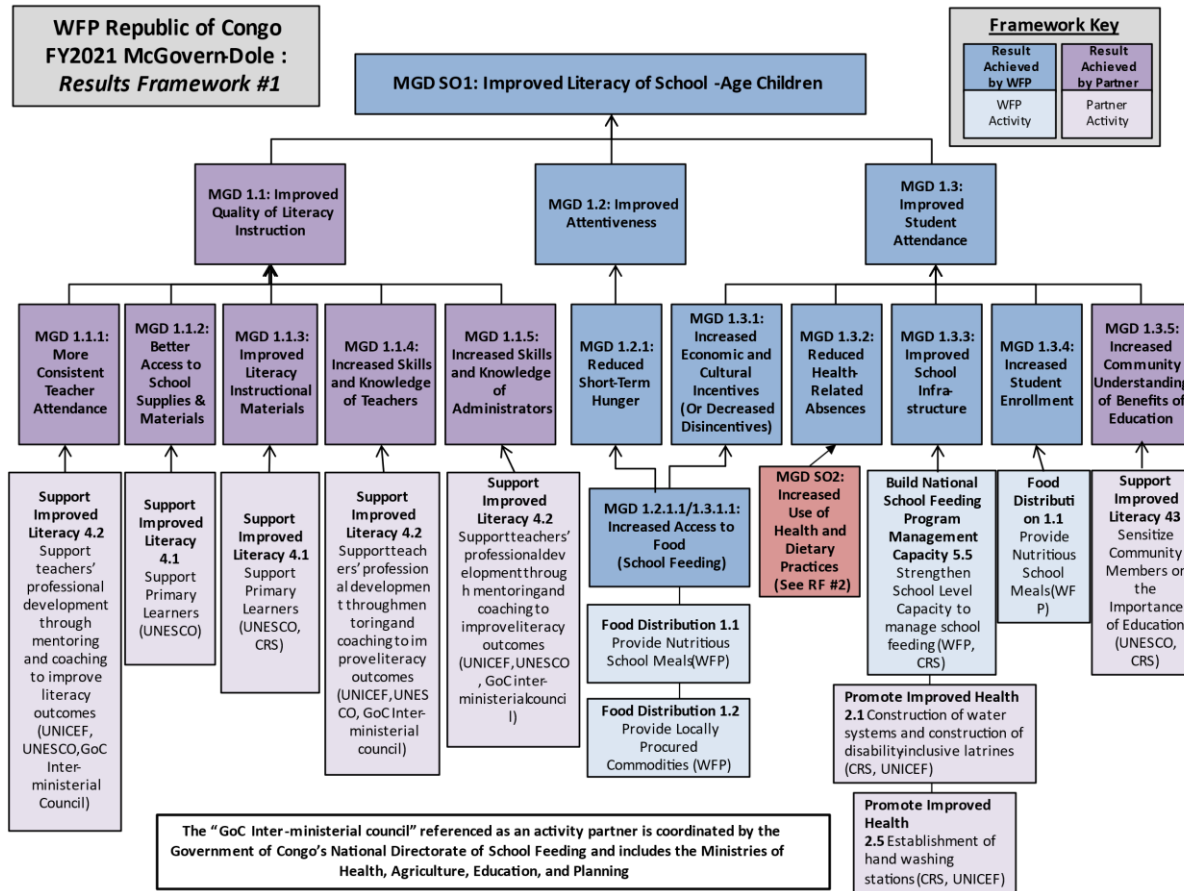 WFP Republic of Congo
FY2021 McGovern-Dole :
Results Framework #1
Framework Key
Result
Achieved
by WFP
Result
Achieved
by Partner
WFP
Activity
Partner
Activity
MGD SO1: Improved Literacy of School -Age Children
MGD 1.1: Improved
Quality of Literacy
Instruction
MGD 1.2: Improved
Attentiveness
MGD 1.3:
Improved
Student
Attendance
MGD 1.1.1:
More
Consistent
Teacher
Attendance
MGD 1.1.2:
Better
Access to
School
Supplies &
Materials
MGD 1.1.3:
Improved
Literacy
Instructional
Materials
MGD 1.1.4:
Increased Skills
and Knowledge
of Teachers
MGD 1.1.5:
Increased Skills
and Knowledge
of
Administrators
MGD 1.2.1:
Reduced
Short-Term
Hunger
MGD 1.3.1:
Increased
Economic and
Cultural
Incentives
(Or Decreased
Disincentives)
MGD 1.3.2:
Reduced
Health-
Related
Absences
MGD 1.3.3:
Improved
School
Infra-
structure
MGD 1.3.4:
Increased
Student
Enrollment
MGD 1.3.5:
Increased
Community
Understanding
of Benefits of
Education
Support
Improved
Literacy 4.2
Support
teachers'
professional
development
through
mentoring
and coaching
to improve
literacy
outcomes
(UNICEF,
UNESCO,GoC
Inter-
ministerial
Council)
Support
Improved
Literacy
4.1
Support
Primary
Learners
(UNESCO)
Support
Improved
Literacy 4.1
Support
Primary
Learners
(UNESCO,
CRS)
Support
Improved
Literacy 4.2
Supportteach
ers' profession
al developmen
t throughmen
toringand
coaching to im
proveliteracy
outcomes
(UNICEF,UNES
CO, GoC Inter-
ministerial
council)
Support
Improved
Literacy 4.2
Supportteachers'
professionaldev
elopment throug
h mentoringand
coaching to
improveliteracy
outcomes
(UNICEF,UNESCO
, GoC inter-
ministerialcounci
l)
MGD 1.2.1.1/1.3.1.1:
Increased Access to
Food
(School Feeding)
Food Distribution 1.1
Provide Nutritious
School Meals(WFP)
Food Distribution 1.2
Provide Locally
Procured
Commodities (WFP)
MGD SO2:
Increased
Use of
Health and
Dietary
Practices
(See RF #2)
Build National
School Feeding
Program
Management
Capacity 5.5
Strengthen
School Level
Capacity to
manage school
feeding(WFP,
CRS)
Promote Improved Health
2.1 Construction of water
systems and construction of
disabilityinclusive latrines
(CRS, UNICEF)
Promote Improved
Health
2.5 Establishment of
hand washing
stations(CRS, UNICEF)
Food
Distributi
on 1.1
Provide
Nutritious
School
Meals(WF
P)
Support
Improved
Literacy 43
Sensitize
Community
Members on
the
Importance
of Education
(UNESCO,
CRS)
The "GoC Inter-ministerial council" referenced as an activity partner is coordinated by the
Government of Congo's National Directorate of School Feeding and includes the Ministries of
Health, Agriculture, Education, and Planning